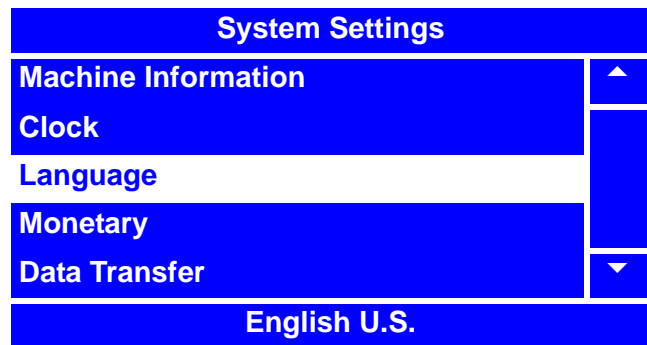 System Settings
Machine Information
Clock
Language
Monetary
Data Transfer
English U.S.